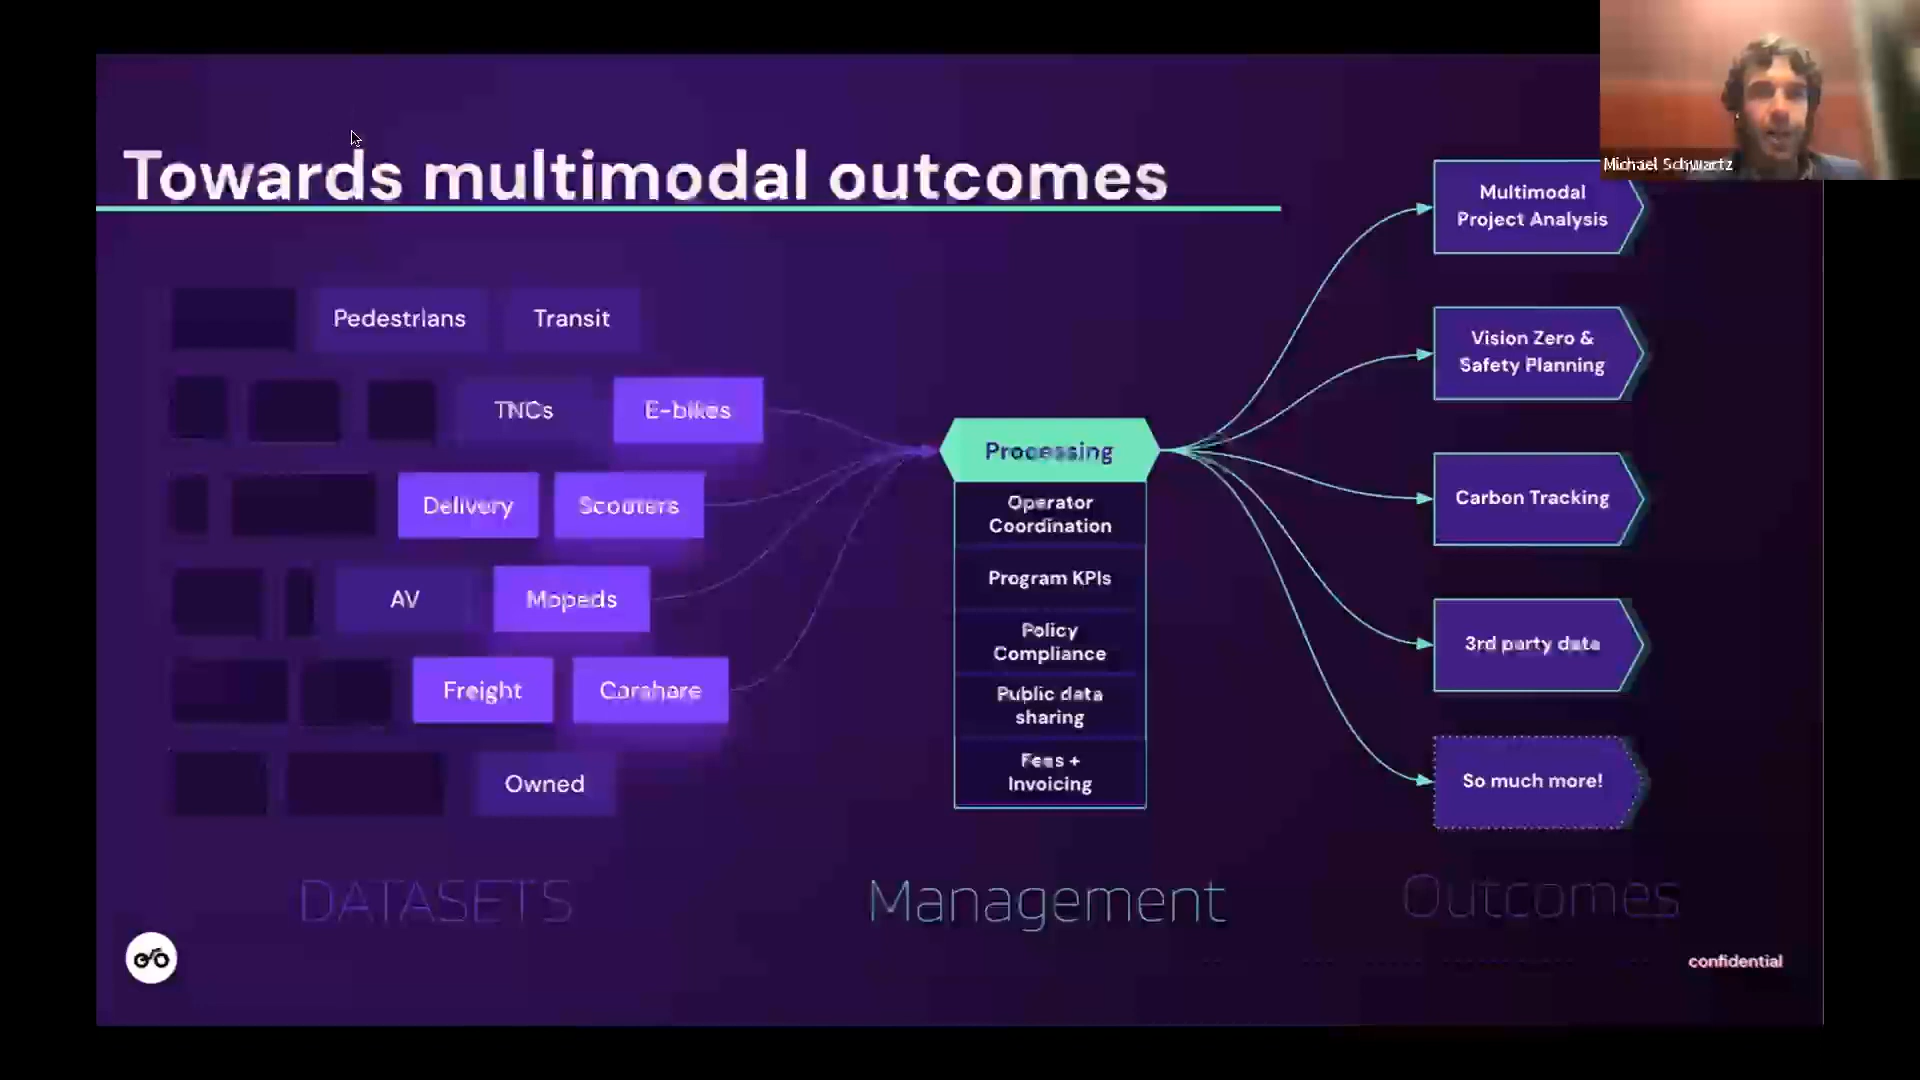 Michael Schwartz
Towards multimodal outcomes
Pedestrians
Transit
TNCs
E-bikes
Delivery
Scooters
AV
Mopeds
Freight
Carshare
Owned
DATASETS
Processing
Operator
Coordination
Program KPIs
Policy
Compliance
Public data
sharing
Fees +
Invoicing
Management
Multimodal
Project Analysis
Vision Zero &
Safety Planning
Carbon Tracking
3rd party data
So much more!
Outcomes
confidential